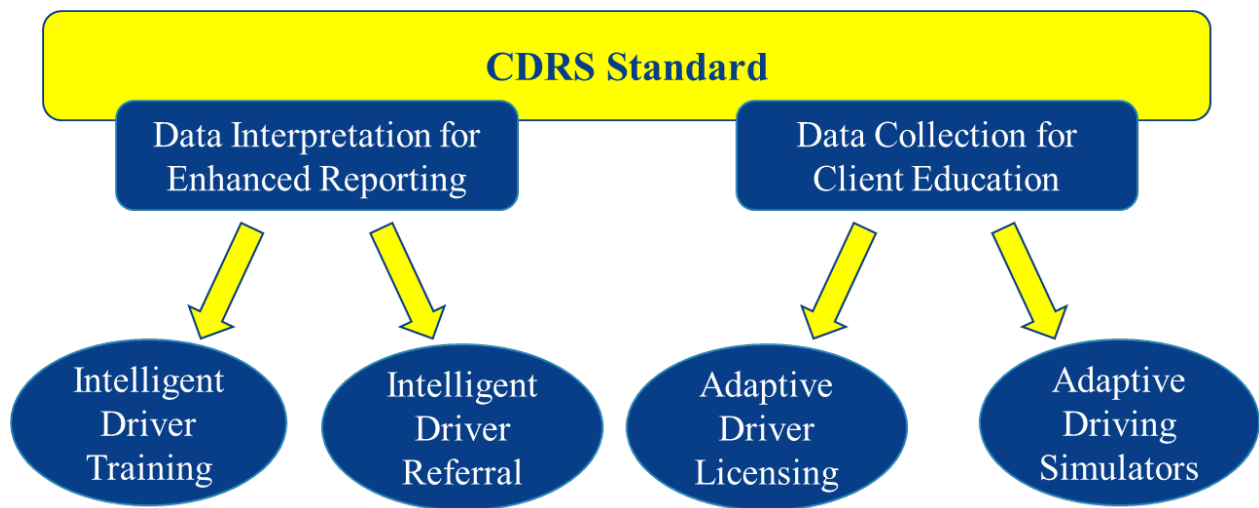 CDRS Standard
Data Interpretation for
Enhanced Reporting
Data Collection for
Client Education
Intelligent
Driver
Training
Intelligent
Driver
Referral
Adaptive
Driver
Licensing
Adaptive
Driving
Simulators